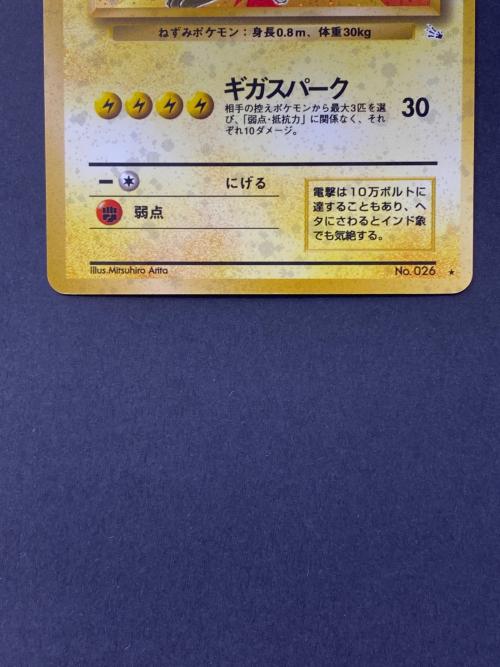 ねずみポケモン：身長0.8m、体重30kg
ギガスパーク
相手の控えポケモンから最大3匹を選
び、「弱点・抵抗力」に関係なく、それ
ぞれ10ダメージ。
30
にげる
弱点
電撃は10万ボルトに
達することもあり、ヘ
タにさわるとインド象
でも気絶する。
illus.Mitsuhiro Arita
No. 026 ★